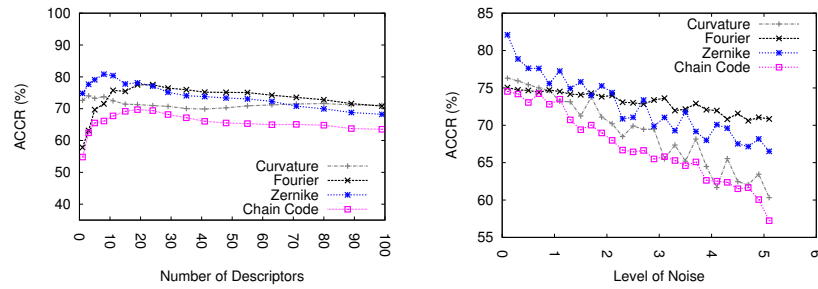 100
90
80
70
60
50
40
ACCR (%)
Curvature
Fourier
Zernike
Chain Code
0 10 20 30 40 50 60 70 80 90 100
Number of Descriptors
85
80
75
70
65
60
55
ACCR (%)
Curvature
Fourier
Zernike
Chain Code
0 1 2 3 4 5 6
Level of Noise